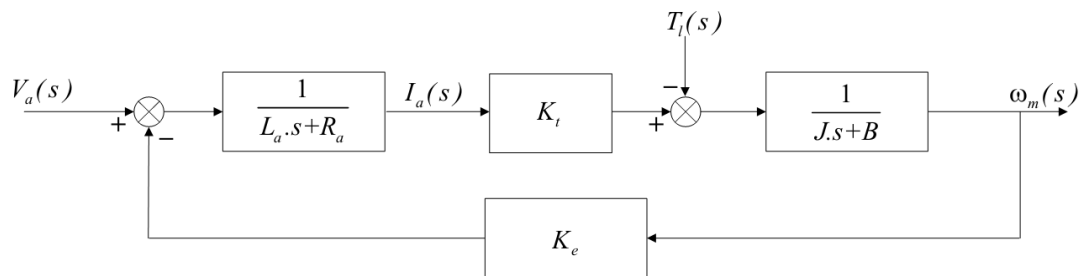 T_l(s)
V_a(s)
+
−
1
L_a.s+R_a
I_a(s)
K_t
−
+
1
J.s+B
ω_m(s)
K_e